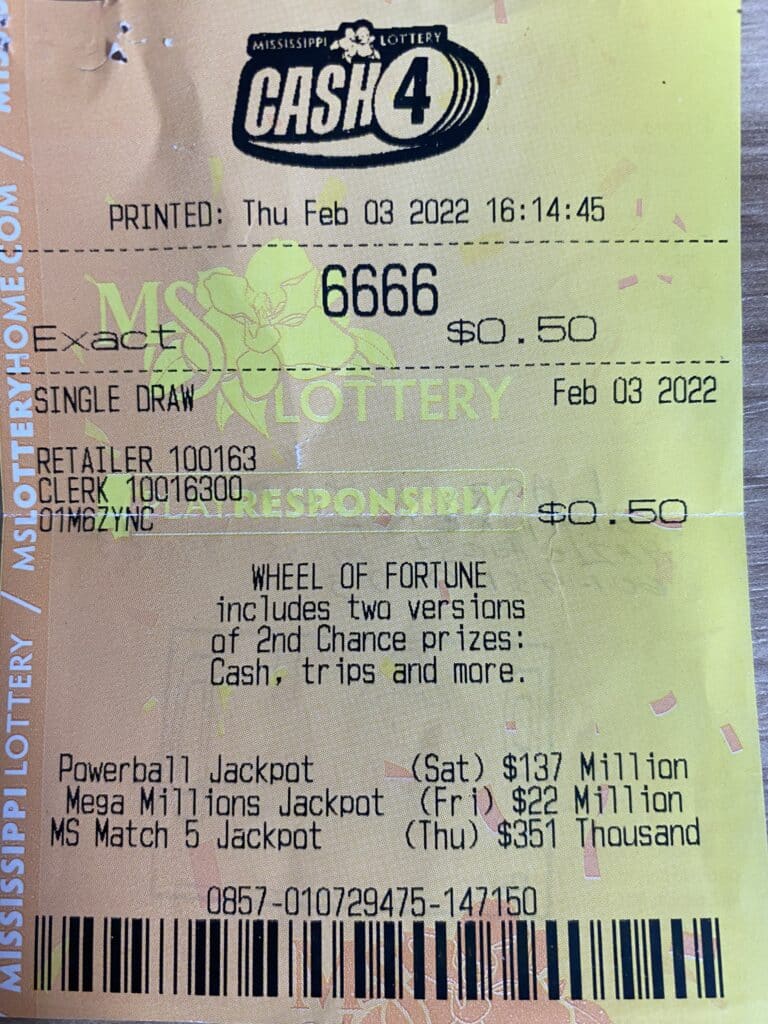 MISSISSIPPI LOTTERY
CASH 4
PRINTED: Thu Feb 03 2022 16:14:45
6666
Exact $0.50
SINGLE DRAW Feb 03 2022
MS
LOTTERY
RETAILER 100163
CLERK 10016300
01M6ZYNC $0.50
PLAY RESPONSIBLY
WHEEL OF FORTUNE
includes two versions
of 2nd Chance prizes:
Cash, trips and more.
Powerball Jackpot (Sat) $137 Million
Mega Millions Jackpot (Fri) $22 Million
MS Match 5 Jackpot (Thu) $351 Thousand
0857-010729475-147150
MISSISSIPPI LOTTERY / MSLOTTERYHOME.COM /